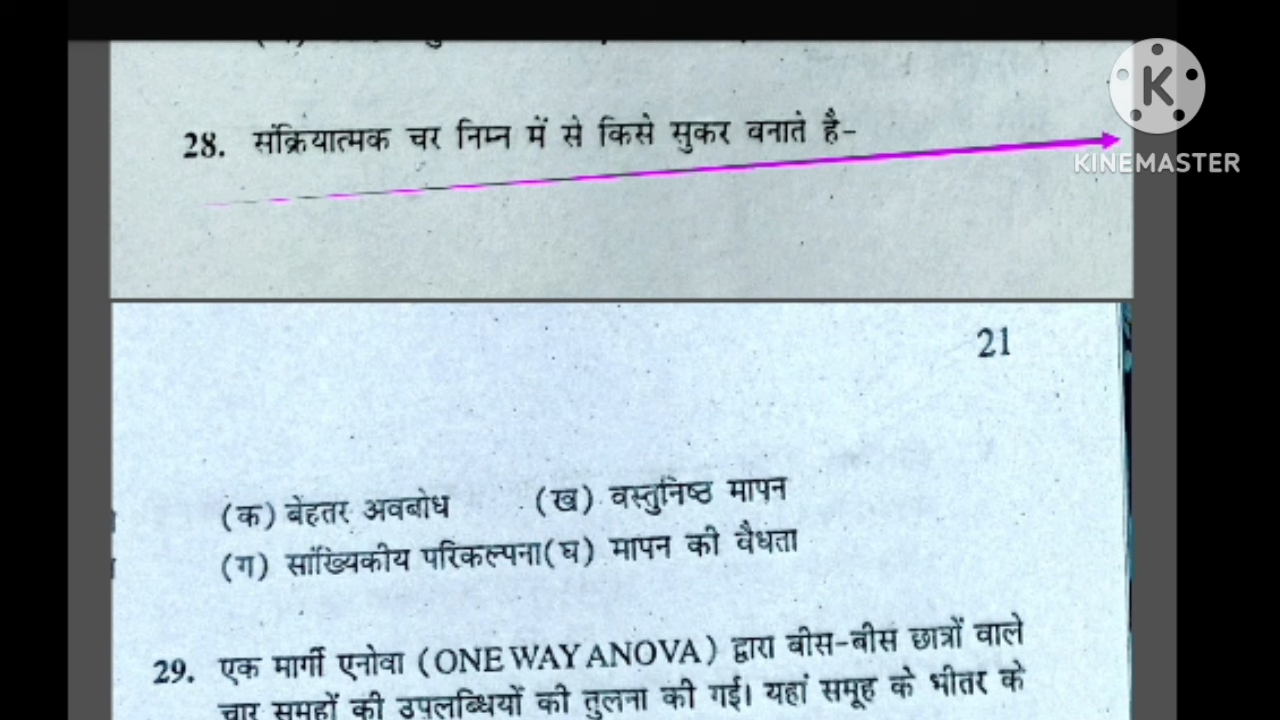 28. संक्रियात्मक चर निम्न में से किसे सुकर बनाते है-
KINEMASTER
21
(क) बेहतर अवबोध (ख) वस्तुनिष्ठ मापन
(ग) सांख्यिकीय परिकल्पना(घ) मापन की वैधता
29. एक मार्गी एनोवा (ONE WAY ANOVA) द्वारा बीस-बीस छात्रों वाले
चार समूहों की उपलब्धियों की तुलना की गई। यहां समूह के भीतर के